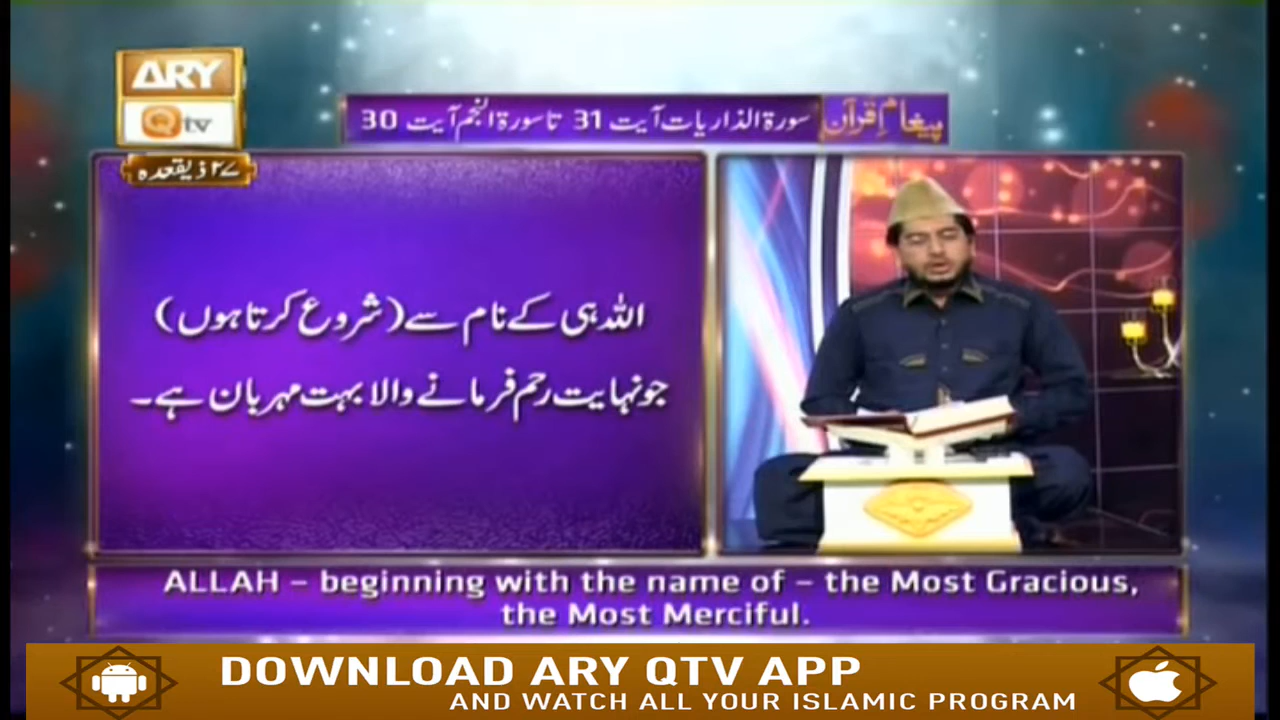 ARY
Qtv
۲۷ ذیقعدہ
پیغامِ قرآن سورۃ الذاریات آیت 31 تا سورۃ النجم آیت 30
اللہ ہی کے نام سے (شروع کرتا ہوں)
جو نہایت رحم فرمانے والا بہت مہربان ہے۔
ALLAH – beginning with the name of – the Most Gracious,
the Most Merciful.
DOWNLOAD ARY QTV APP
AND WATCH ALL YOUR ISLAMIC PROGRAM